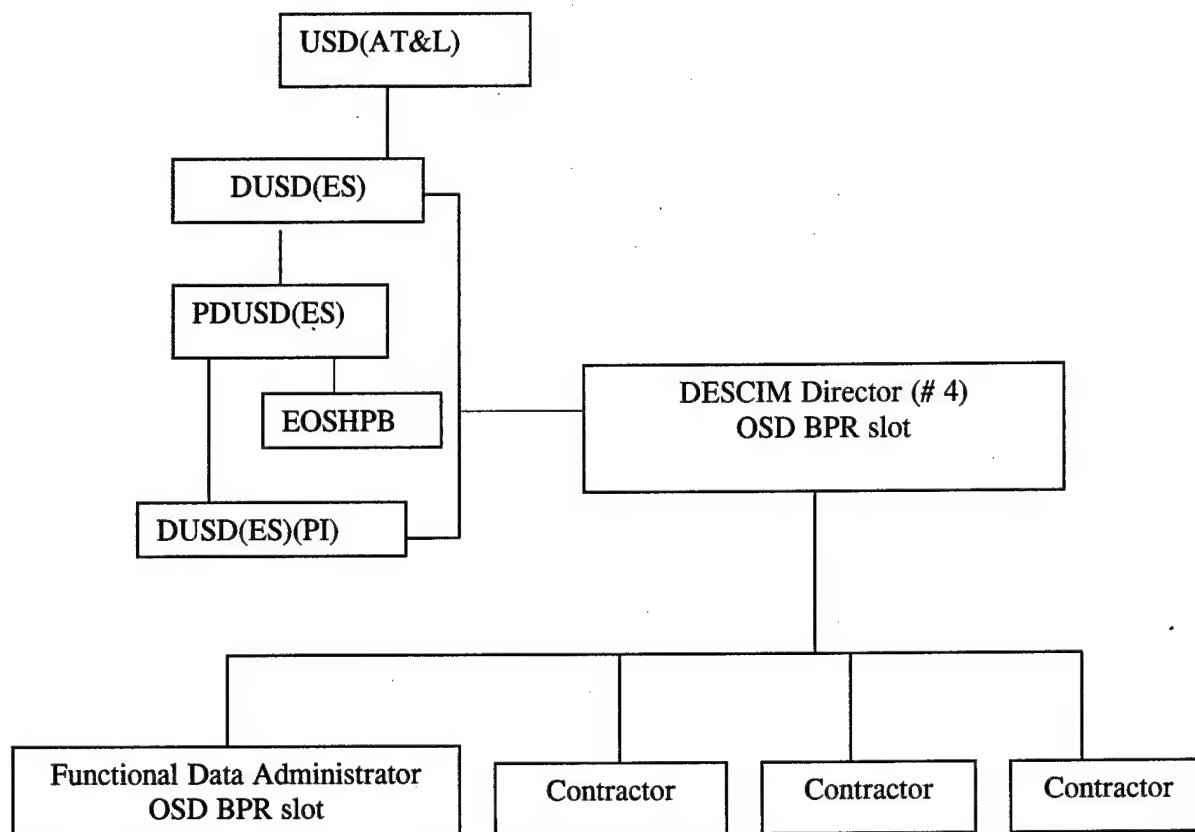 USD(AT&L)
DUSD(ES)
PDUSD(ES)
EOSHPB
DUSD(ES)(PI)
DESCIM Director (# 4)
OSD BPR slot
Functional Data Administrator
OSD BPR slot
Contractor
Contractor
Contractor